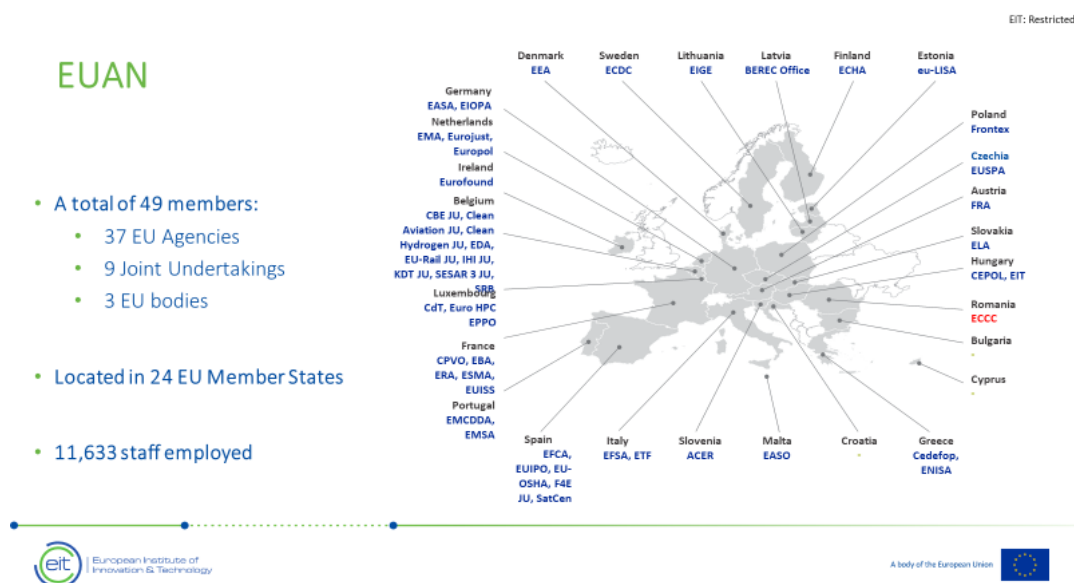 EIT: Restricted
EUAN
• A total of 49 members:
• 37 EU Agencies
• 9 Joint Undertakings
• 3 EU bodies
• Located in 24 EU Member States
• 11,633 staff employed
Denmark
EEA
Sweden
ECDC
Lithuania
EIGE
Latvia
BEREC Office
Finland
ECHA
Estonia
eu-LISA
Germany
EASA, EIOPA
Netherlands
EMA, Eurojust,
Europol
Ireland
Eurofound
Belgium
CBE JU, Clean
Aviation JU, Clean
Hydrogen JU, EDA,
EU-Rail JU, IHI JU,
KDT JU, SESAR 3 JU,
SRB
Luxembourg
CdT, Euro HPC
EPPO
France
CPVO, EBA,
ERA, ESMA,
EUISS
Portugal
EMCDDA,
EMSA
Spain
EFCA,
EUIPO, EU-
OSHA, F4E
JU, SatCen
Italy
EFSA, ETF
Slovenia
ACER
Malta
EASO
Croatia
-
Greece
Cedefop,
ENISA
Poland
Frontex
Czechia
EUSPA
Austria
FRA
Slovakia
ELA
Hungary
CEPOL, EIT
Romania
ECCC
Bulgaria
-
Cyprus
-
eit
European Institute of
Innovation & Technology
A body of the European Union